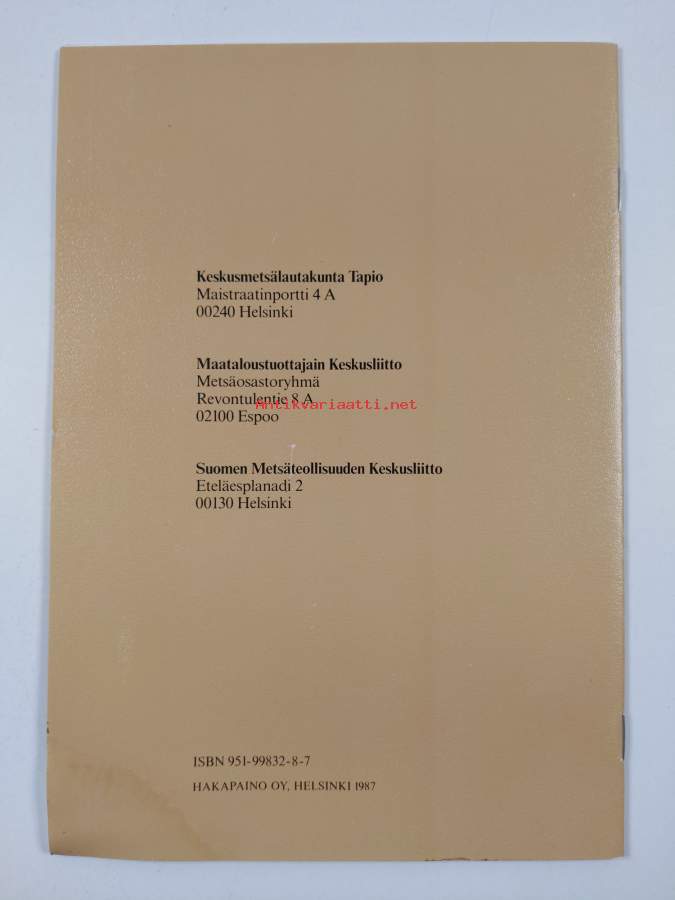 Keskusmetsälautakunta Tapio
Maistraatinportti 4 A
00240 Helsinki
Maataloustuottajain Keskusliitto
Metsäosastoryhmä
Revontulentie 8 A
Antikvariaatti.net
02100 Espoo
Suomen Metsäteollisuuden Keskusliitto
Eteläesplanadi 2
00130 Helsinki
ISBN 951-99832-8-7
HAKAPAINO OY, HELSINKI 1987